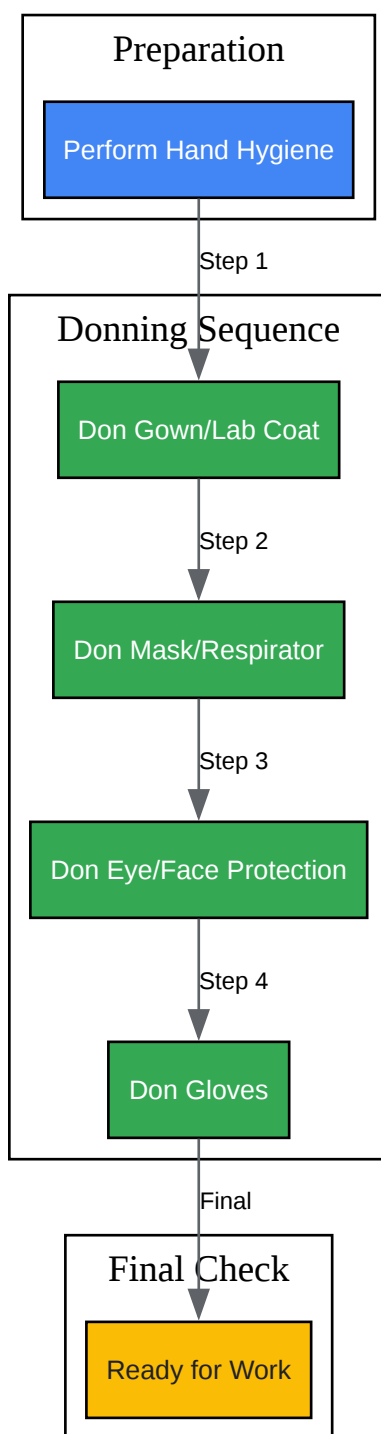 Preparation
Perform Hand Hygiene
Step 1
Donning Sequence
Don Gown/Lab Coat
Step 2
Don Mask/Respirator
Step 3
Don Eye/Face Protection
Step 4
Don Gloves
Final
Final Check
Ready for Work